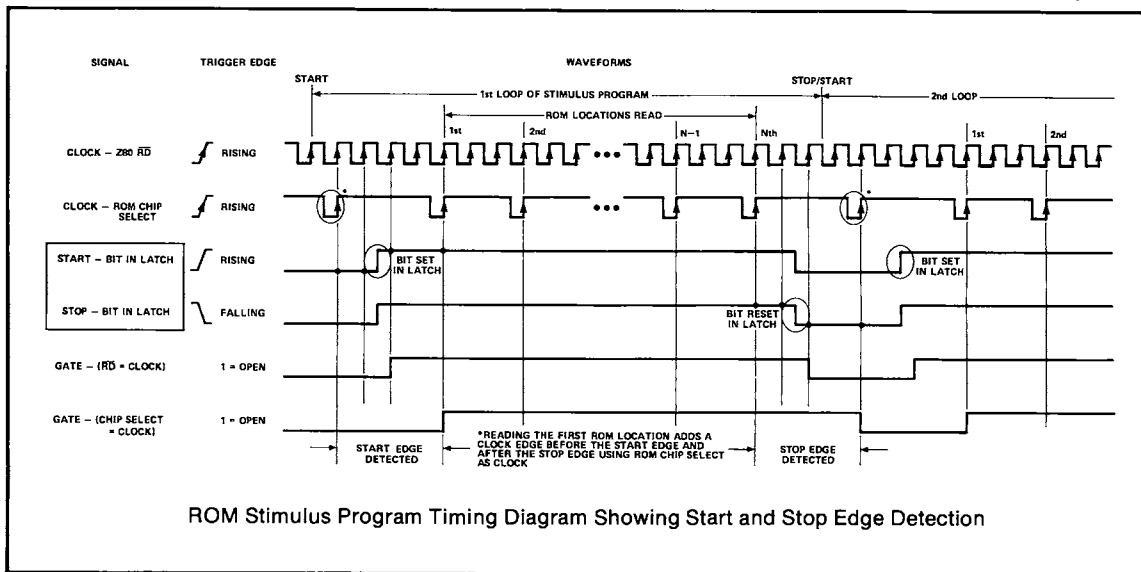 SIGNAL TRIGGER EDGE WAVEFORMS
START STOP/START
1st LOOP OF STIMULUS PROGRAM 2nd LOOP
ROM LOCATIONS READ
1st 2nd N-1 Nth 1st 2nd
CLOCK – Z80 RD RISING
CLOCK – ROM CHIP
SELECT
RISING
* *
START – BIT IN LATCH RISING
BIT SET
IN LATCH
BIT SET
IN LATCH
STOP – BIT IN LATCH FALLING
BIT RESET
IN LATCH
GATE – (RD = CLOCK) 1 = OPEN
GATE – (CHIP SELECT
= CLOCK)
1 = OPEN
START EDGE
DETECTED
*READING THE FIRST ROM LOCATION ADDS A
CLOCK EDGE BEFORE THE START EDGE AND
AFTER THE STOP EDGE USING ROM CHIP SELECT
AS CLOCK
STOP EDGE
DETECTED
ROM Stimulus Program Timing Diagram Showing Start and Stop Edge Detection